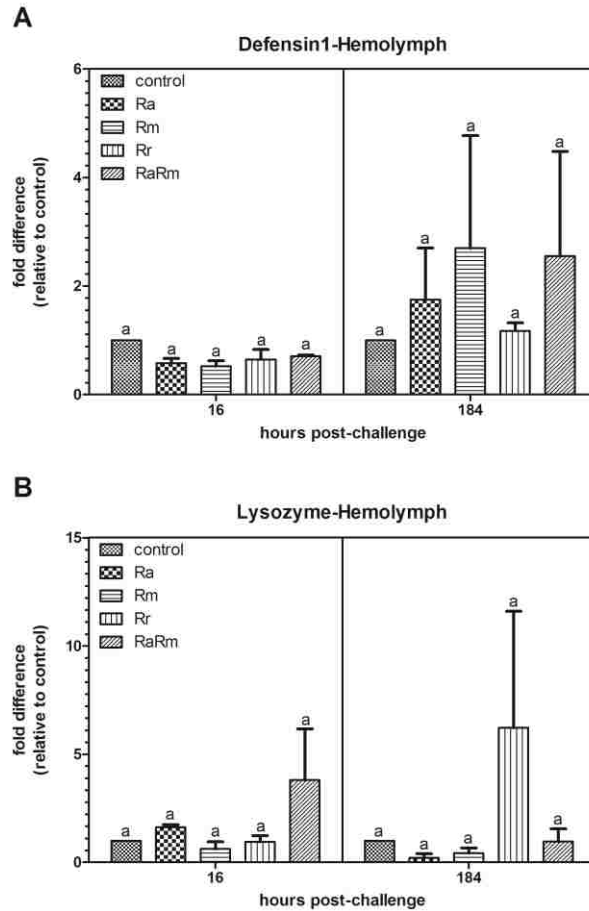 A
Defensin1-Hemolymph
6
4
2
0
fold difference
(relative to control)
control
Ra
Rm
Rr
RaRm
a a a a a a a a a a
16 184
hours post-challenge
B
Lysozyme-Hemolymph
15
10
5
0
fold difference
(relative to control)
control
Ra
Rm
Rr
RaRm
a a a a a a a a a a
16 184
hours post-challenge